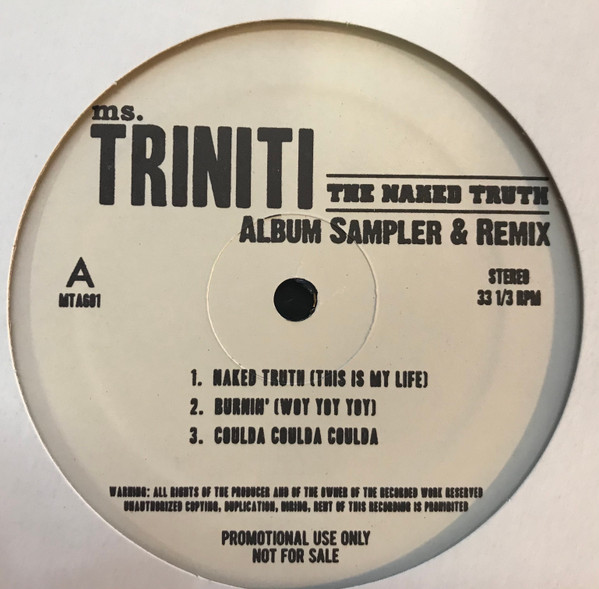 ms.
TRINITI
THE NAKED TRUTH
ALBUM SAMPLER & REMIX
A
MTA681
STEREO
33 1/3 RPM
1. NAKED TRUTH (THIS IS MY LIFE)
2. BURNIN' (WOY YOY YOY)
3. COULDA COULDA COULDA
WARNING: ALL RIGHTS OF THE PRODUCER AND OF THE OWNER OF THE RECORDED WORK RESERVED
UNAUTHORIZED COPYING, DUPLICATION, HIRING, RENT OF THIS RECORDING IS PROHIBITED
PROMOTIONAL USE ONLY
NOT FOR SALE